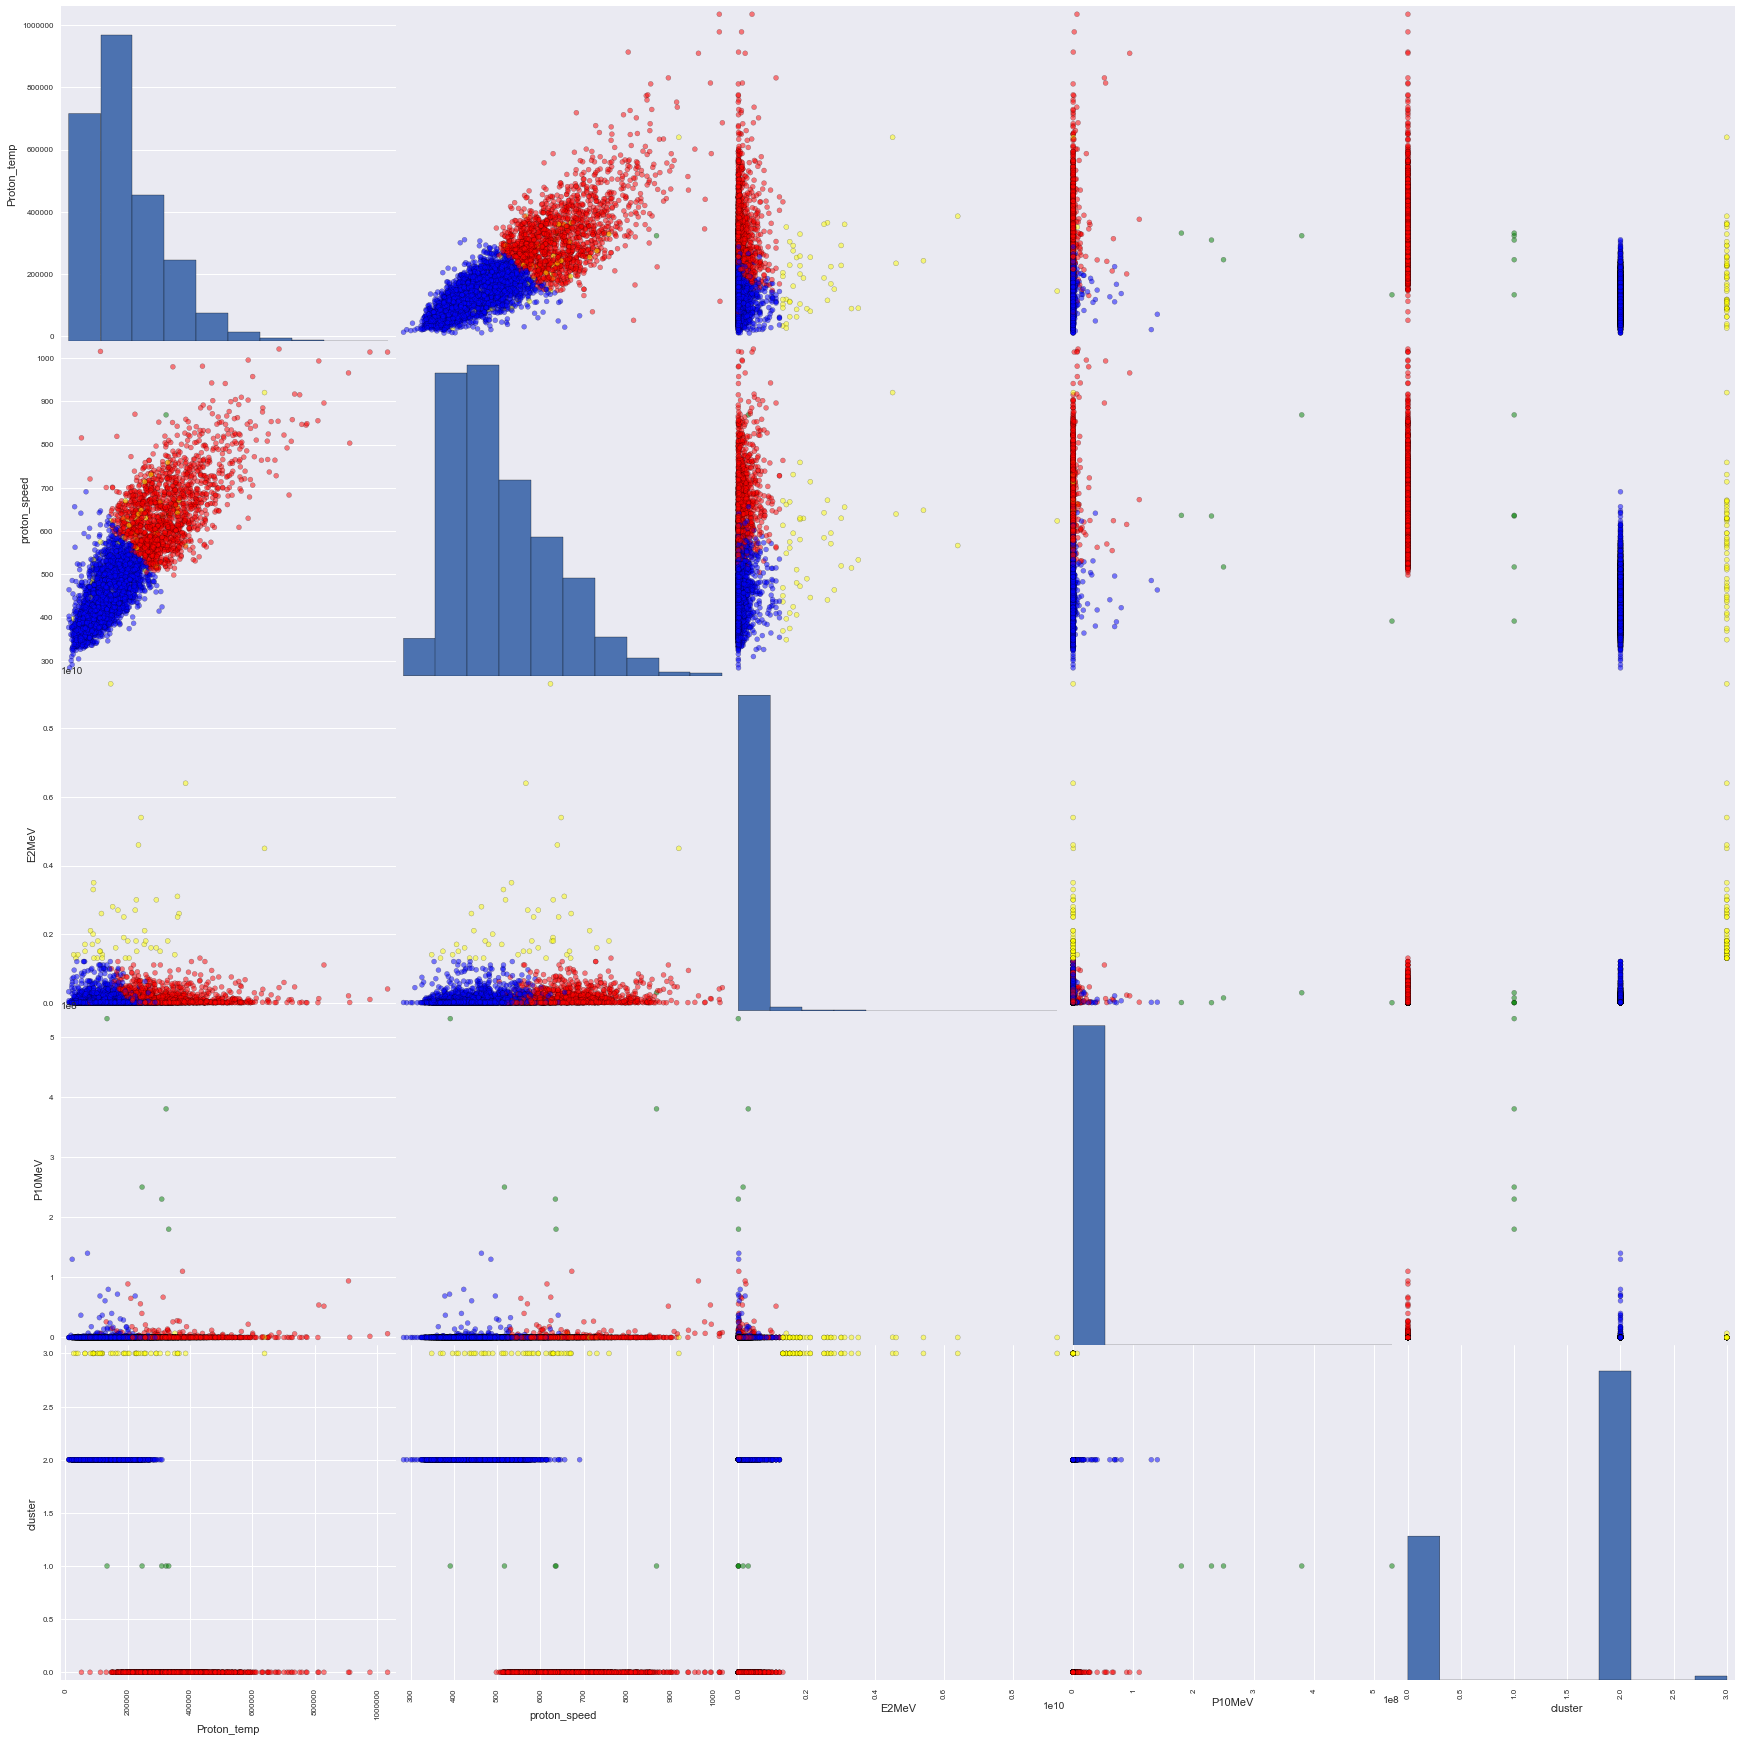 1000000
800000
600000
400000
200000
0
Proton_temp
1000
900
800
700
600
500
400
300
proton_speed
1e10
0.8
0.6
0.4
0.2
0.0
E2MeV
1e8
5
4
3
2
1
0
P10MeV
3.0
2.5
2.0
1.5
1.0
0.5
0.0
cluster
0 200000 400000 600000 800000 1000000
Proton_temp
300 400 500 600 700 800 900 1000
proton_speed
0.0 0.2 0.4 0.6 0.8
1e10
E2MeV
0 1 2 3 4 5
1e8
P10MeV
0.0 0.5 1.0 1.5 2.0 2.5 3.0
cluster